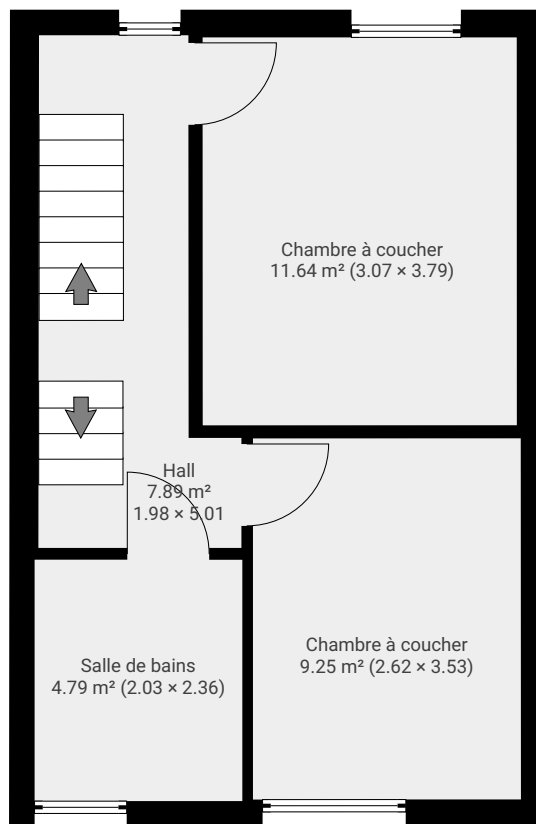 Chambre à coucher
11.64 m² (3.07 × 3.79)
Hall
7.89 m²
1.98 × 5.01
Chambre à coucher
9.25 m² (2.62 × 3.53)
Salle de bains
4.79 m² (2.03 × 2.36)